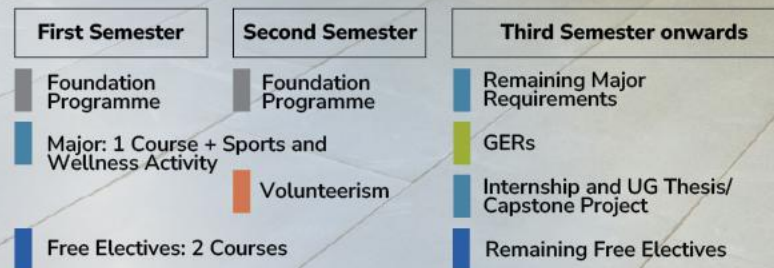 First Semester
Second Semester
Third Semester onwards
Foundation
Programme
Foundation
Programme
Remaining Major
Requirements
Major: 1 Course + Sports and
Wellness Activity
GERs
Volunteerism
Internship and UG Thesis/
Capstone Project
Free Electives: 2 Courses
Remaining Free Electives